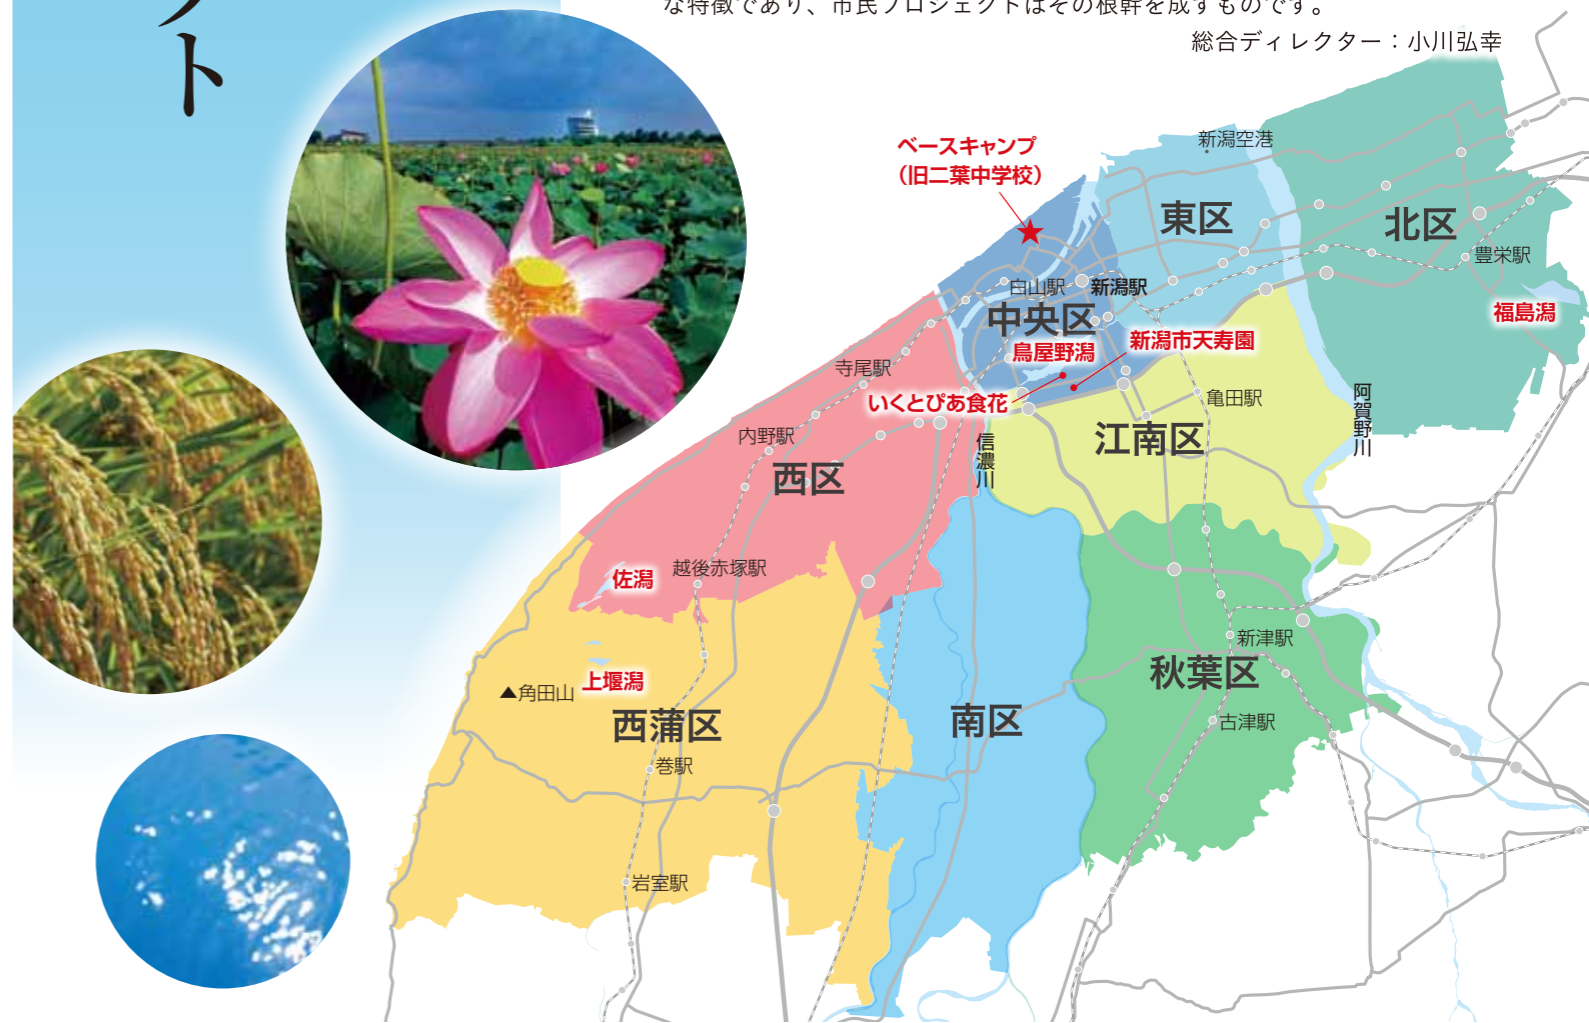 クト
な特徴であり、市民プロジェクトはその根幹を成すものです。
総合ディレクター：小川弘幸
ベースキャンプ
（旧二葉中学校）
新潟空港
東区
北区
豊栄駅
福島潟
白山駅
新潟駅
中央区
鳥屋野潟
新潟市天寿園
寺尾駅
いくとぴあ食花
亀田駅
阿賀野川
内野駅
江南区
信濃川
西区
越後赤塚駅
佐潟
新津駅
秋葉区
▲角田山
上堰潟
西蒲区
南区
古津駅
巻駅
岩室駅